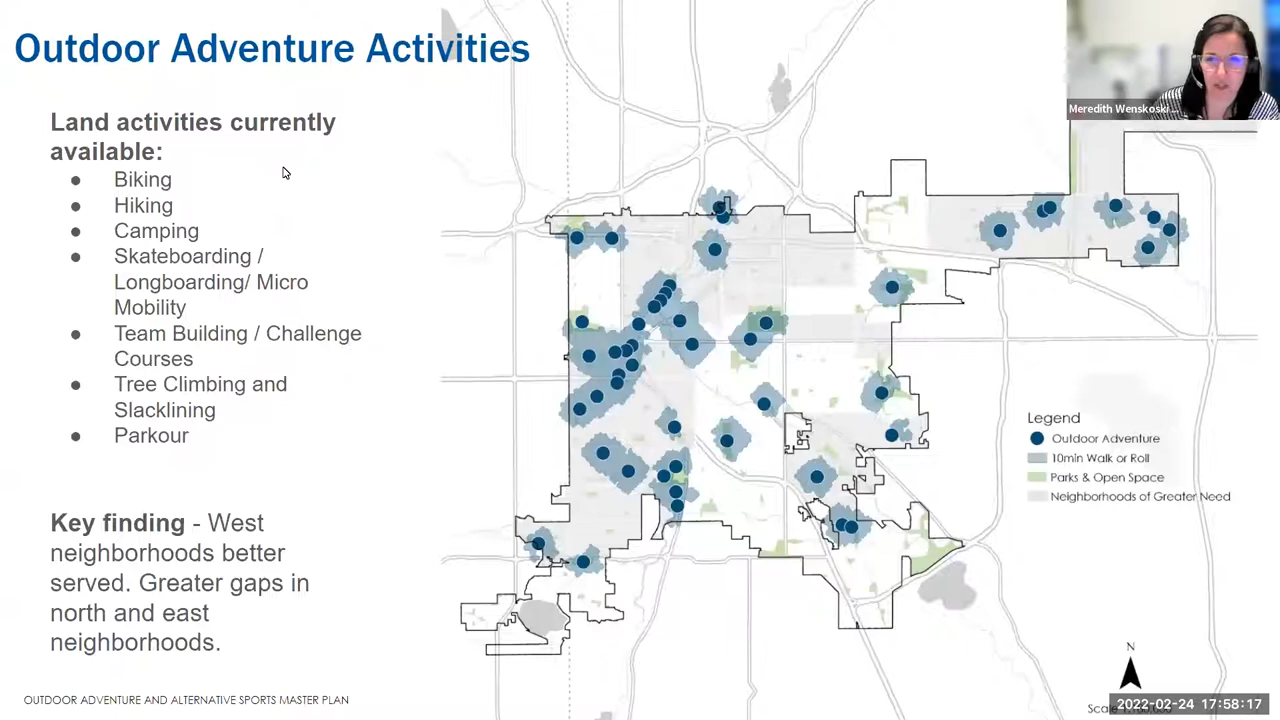 Outdoor Adventure Activities
Meredith Wenskoski...
Land activities currently
available:
● Biking
● Hiking
● Camping
● Skateboarding /
Longboarding/ Micro
Mobility
● Team Building / Challenge
Courses
● Tree Climbing and
Slacklining
● Parkour
Key finding - West
neighborhoods better
served. Greater gaps in
north and east
neighborhoods.
Legend
Outdoor Adventure
10min Walk or Roll
Parks & Open Space
Neighborhoods of Greater Need
N
OUTDOOR ADVENTURE AND ALTERNATIVE SPORTS MASTER PLAN
Scale
2022-02-24 17:58:17